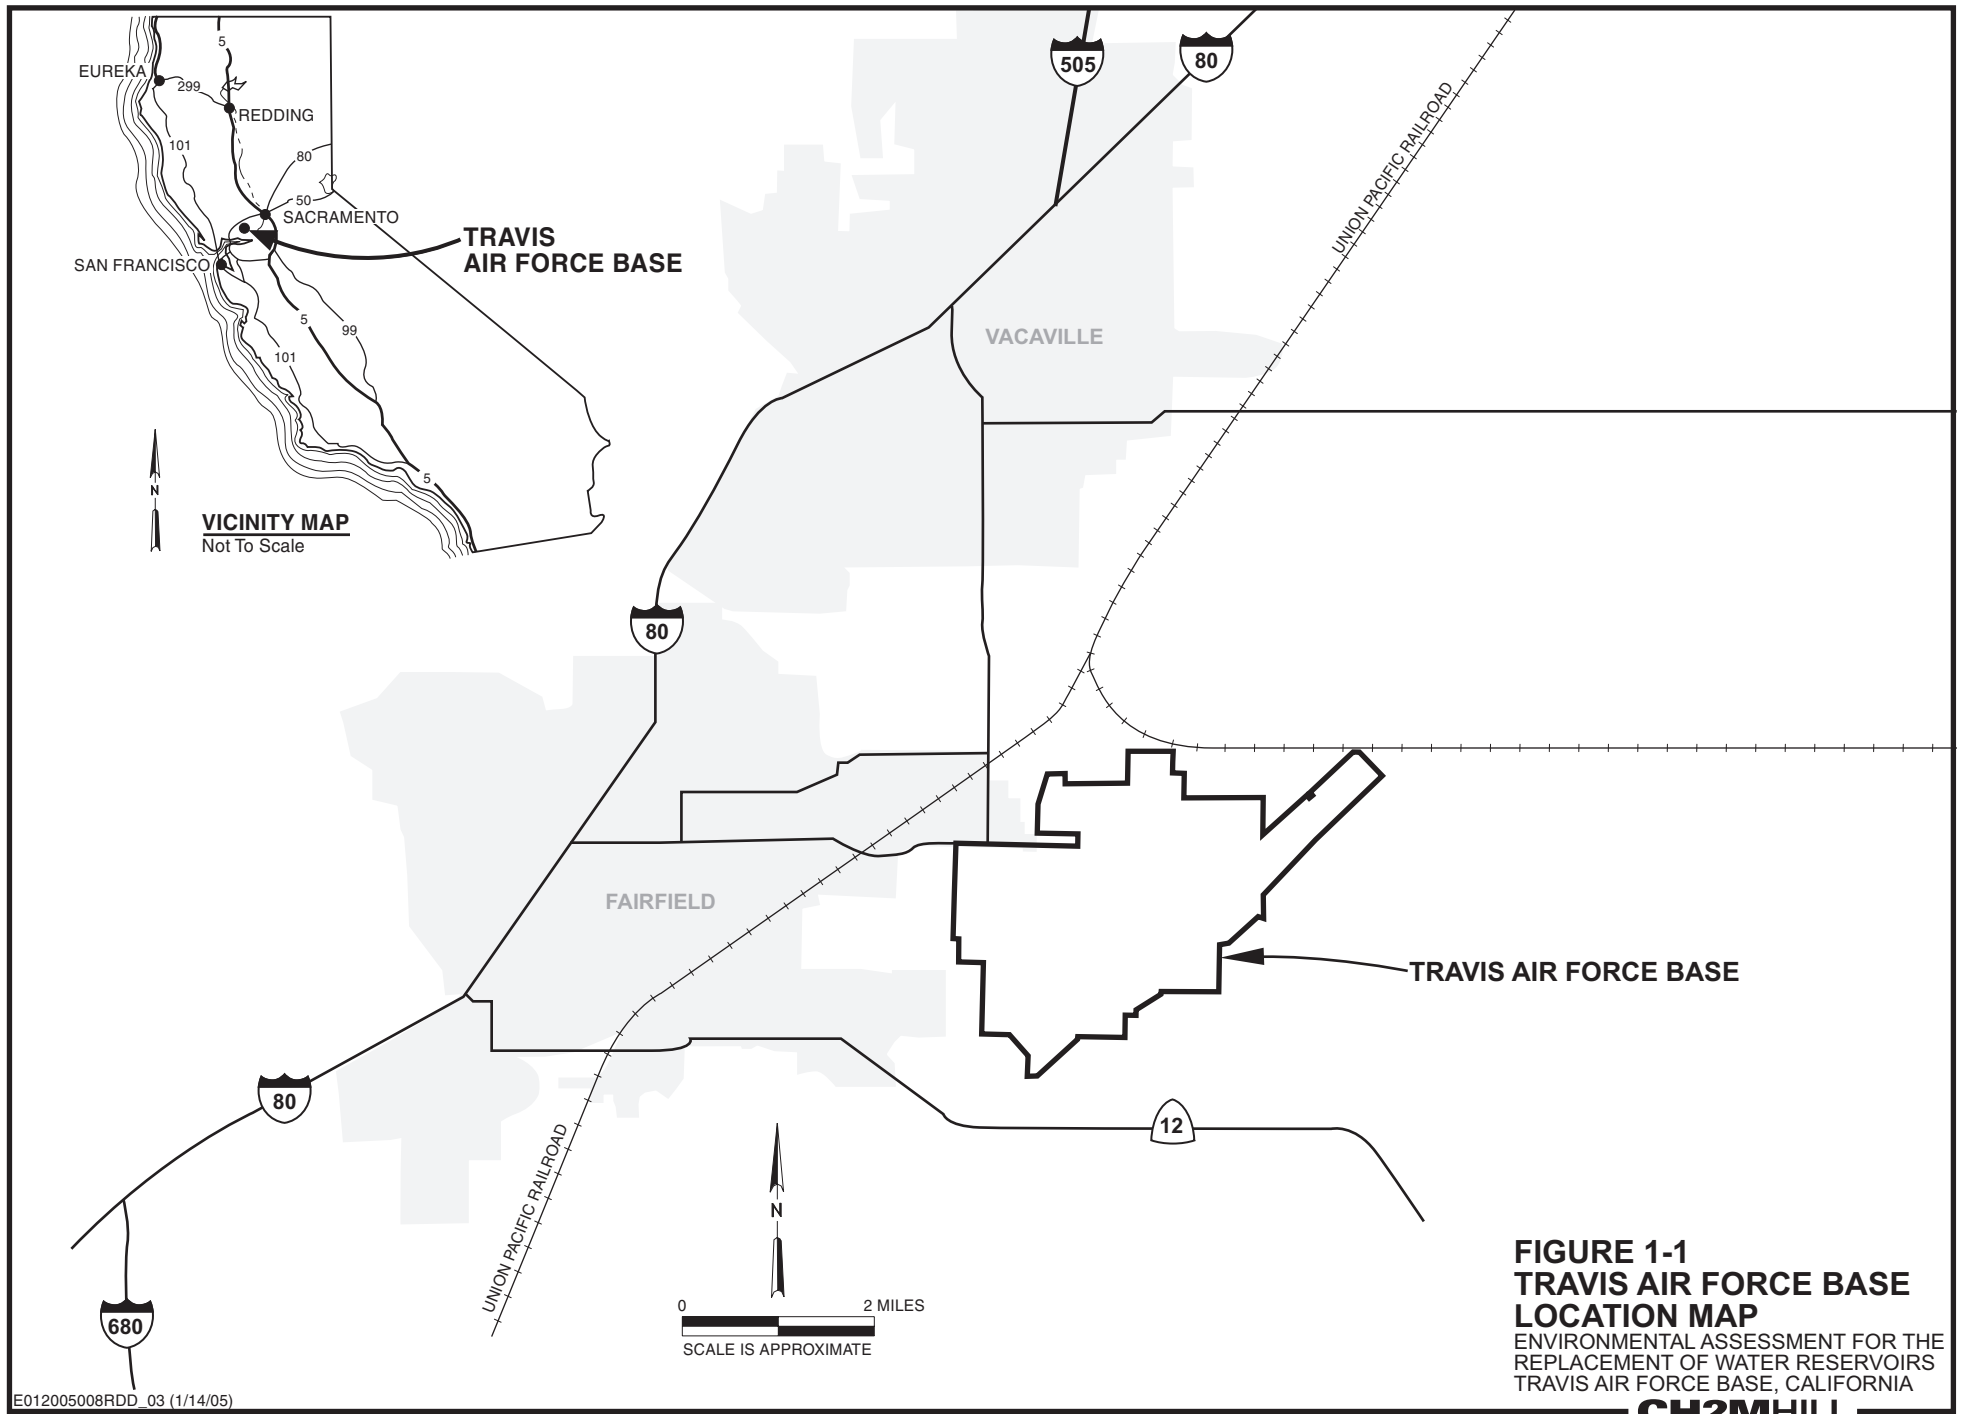 505
80
5
EUREKA
299
REDDING
101
80
50
SACRAMENTO
TRAVIS
AIR FORCE BASE
SAN FRANCISCO
5
99
101
5
N
VICINITY MAP
Not To Scale
UNION PACIFIC RAILROAD
VACAVILLE
80
FAIRFIELD
TRAVIS AIR FORCE BASE
80
12
UNION PACIFIC RAILROAD
N
680
0 2 MILES
SCALE IS APPROXIMATE
FIGURE 1-1
TRAVIS AIR FORCE BASE
LOCATION MAP
ENVIRONMENTAL ASSESSMENT FOR THE
REPLACEMENT OF WATER RESERVOIRS
TRAVIS AIR FORCE BASE, CALIFORNIA
CH2MHILL
E012005008RDD_03 (1/14/05)